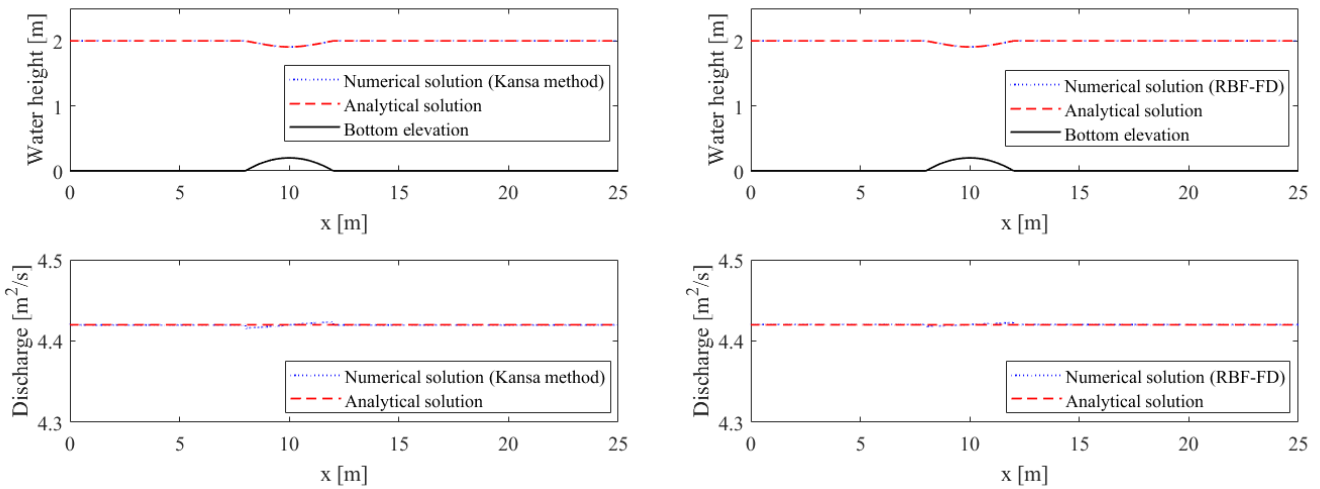 Water height [m]
2
1
0
Numerical solution (Kansa method)
Analytical solution
Bottom elevation
0 5 10 15 20 25
x [m]
Water height [m]
2
1
0
Numerical solution (RBF-FD)
Analytical solution
Bottom elevation
0 5 10 15 20 25
x [m]
Discharge [m²/s]
4.5
4.4
4.3
Numerical solution (Kansa method)
Analytical solution
0 5 10 15 20 25
x [m]
Discharge [m²/s]
4.5
4.4
4.3
Numerical solution (RBF-FD)
Analytical solution
0 5 10 15 20 25
x [m]